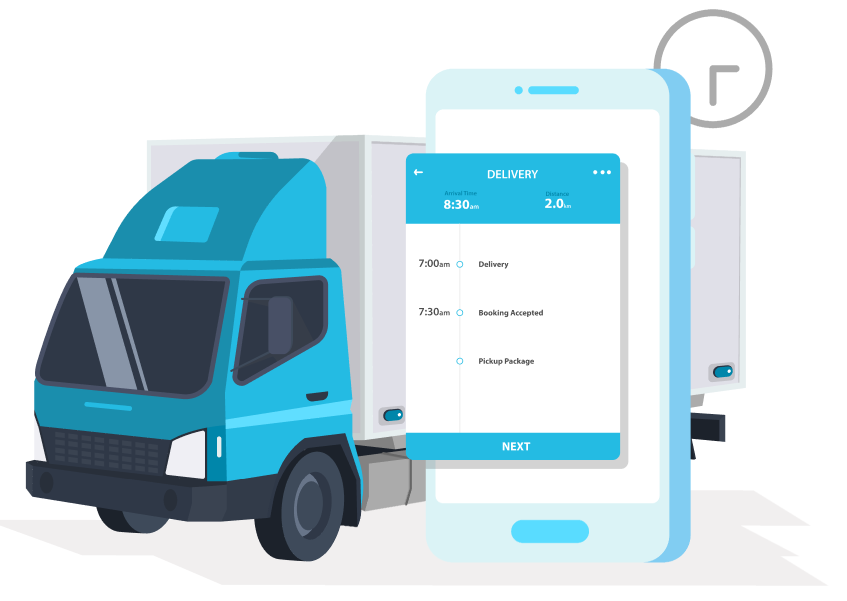 DELIVERY
Arrival Time
Distance
8:30am
2.0km
7:00am Delivery
7:30am Booking Accepted
Pickup Package
NEXT